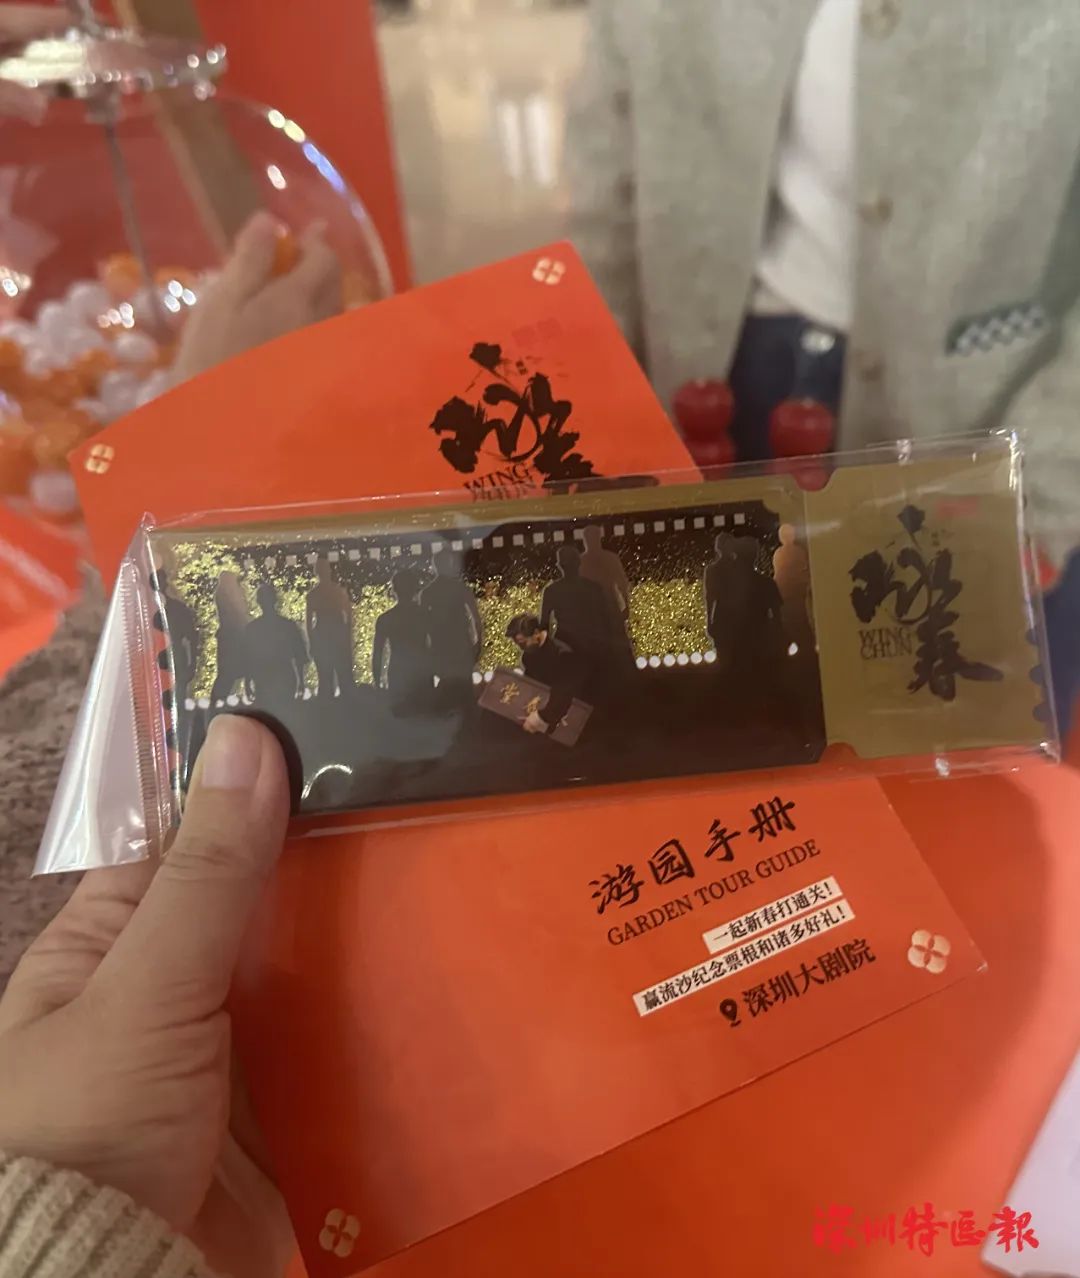 咏春
WING
CHUN
咏春
WING
CHUN
游园手册
GARDEN TOUR GUIDE
一起新春打通关！
赢流沙纪念票根和诸多好礼！
深圳大剧院
深圳特区報